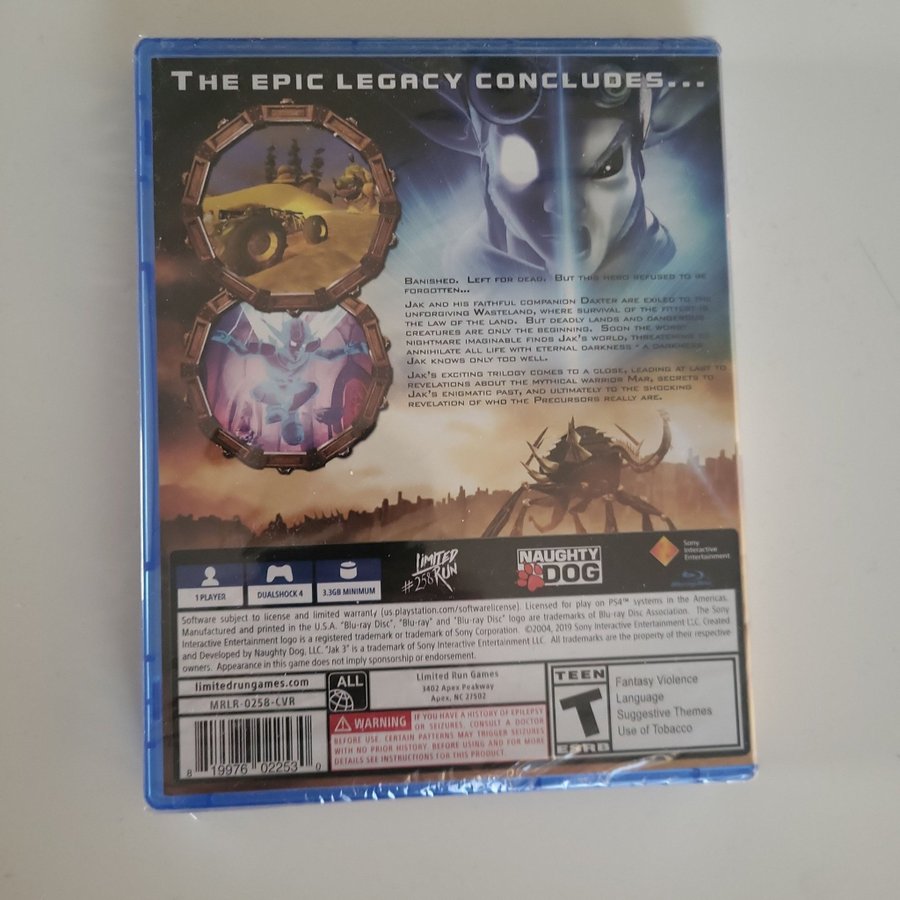 THE EPIC LEGACY CONCLUDES...
BANISHED. LEFT FOR DEAD. BUT THIS HERO REFUSED TO BE
FORGOTTEN...
JAK AND HIS FAITHFUL COMPANION DAXTER ARE EXILED TO THE
UNFORGIVING WASTELAND, WHERE SURVIVAL OF THE FITTEST IS
THE LAW OF THE LAND. BUT DEADLY LANDS AND DANGEROUS
CREATURES ARE ONLY THE BEGINNING. SOON THE WORST
NIGHTMARE IMAGINABLE FINDS JAK'S WORLD, THREATENING TO
ANNIHILATE ALL LIFE WITH ETERNAL DARKNESS - A DARKNESS
JAK KNOWS ONLY TOO WELL.
JAK'S EXCITING TRILOGY COMES TO A CLOSE, LEADING AT LAST TO
REVELATIONS ABOUT THE MYTHICAL WARRIOR MAR, SECRETS TO
JAK'S ENIGMATIC PAST, AND ULTIMATELY TO THE SHOCKING
REVELATION OF WHO THE PRECURSORS REALLY ARE.
1 PLAYER
DUALSHOCK 4
3.3GB MINIMUM
LIMITED
RUN
#258
NAUGHTY
DOG
Sony
Interactive
Entertainment
Blu-ray Disc
Software subject to license and limited warranty (us.playstation.com/softwarelicense). Licensed for play on PS4™ systems in the Americas.
Manufactured and printed in the U.S.A. "Blu-ray Disc", "Blu-ray" and "Blu-ray Disc" logo are trademarks of Blu-ray Disc Association. The Sony
Interactive Entertainment logo is a registered trademark or trademark of Sony Corporation. ©2004, 2019 Sony Interactive Entertainment LLC. Created
and Developed by Naughty Dog, LLC. "Jak 3" is a trademark of Sony Interactive Entertainment LLC. All trademarks are the property of their respective
owners. Appearance in this game does not imply sponsorship or endorsement.
limitedrungames.com
MRLR-0258-CVR
ALL
Limited Run Games
3402 Apex Peakway
Apex, NC 27502
WARNING IF YOU HAVE A HISTORY OF EPILEPSY
OR SEIZURES, CONSULT A DOCTOR
BEFORE USE. CERTAIN PATTERNS MAY TRIGGER SEIZURES
WITH NO PRIOR HISTORY. BEFORE USING AND FOR MORE
DETAILS SEE INSTRUCTIONS FOR THIS PRODUCT.
8 19976 02253 0
TEEN
T
ESRB
Fantasy Violence
Language
Suggestive Themes
Use of Tobacco